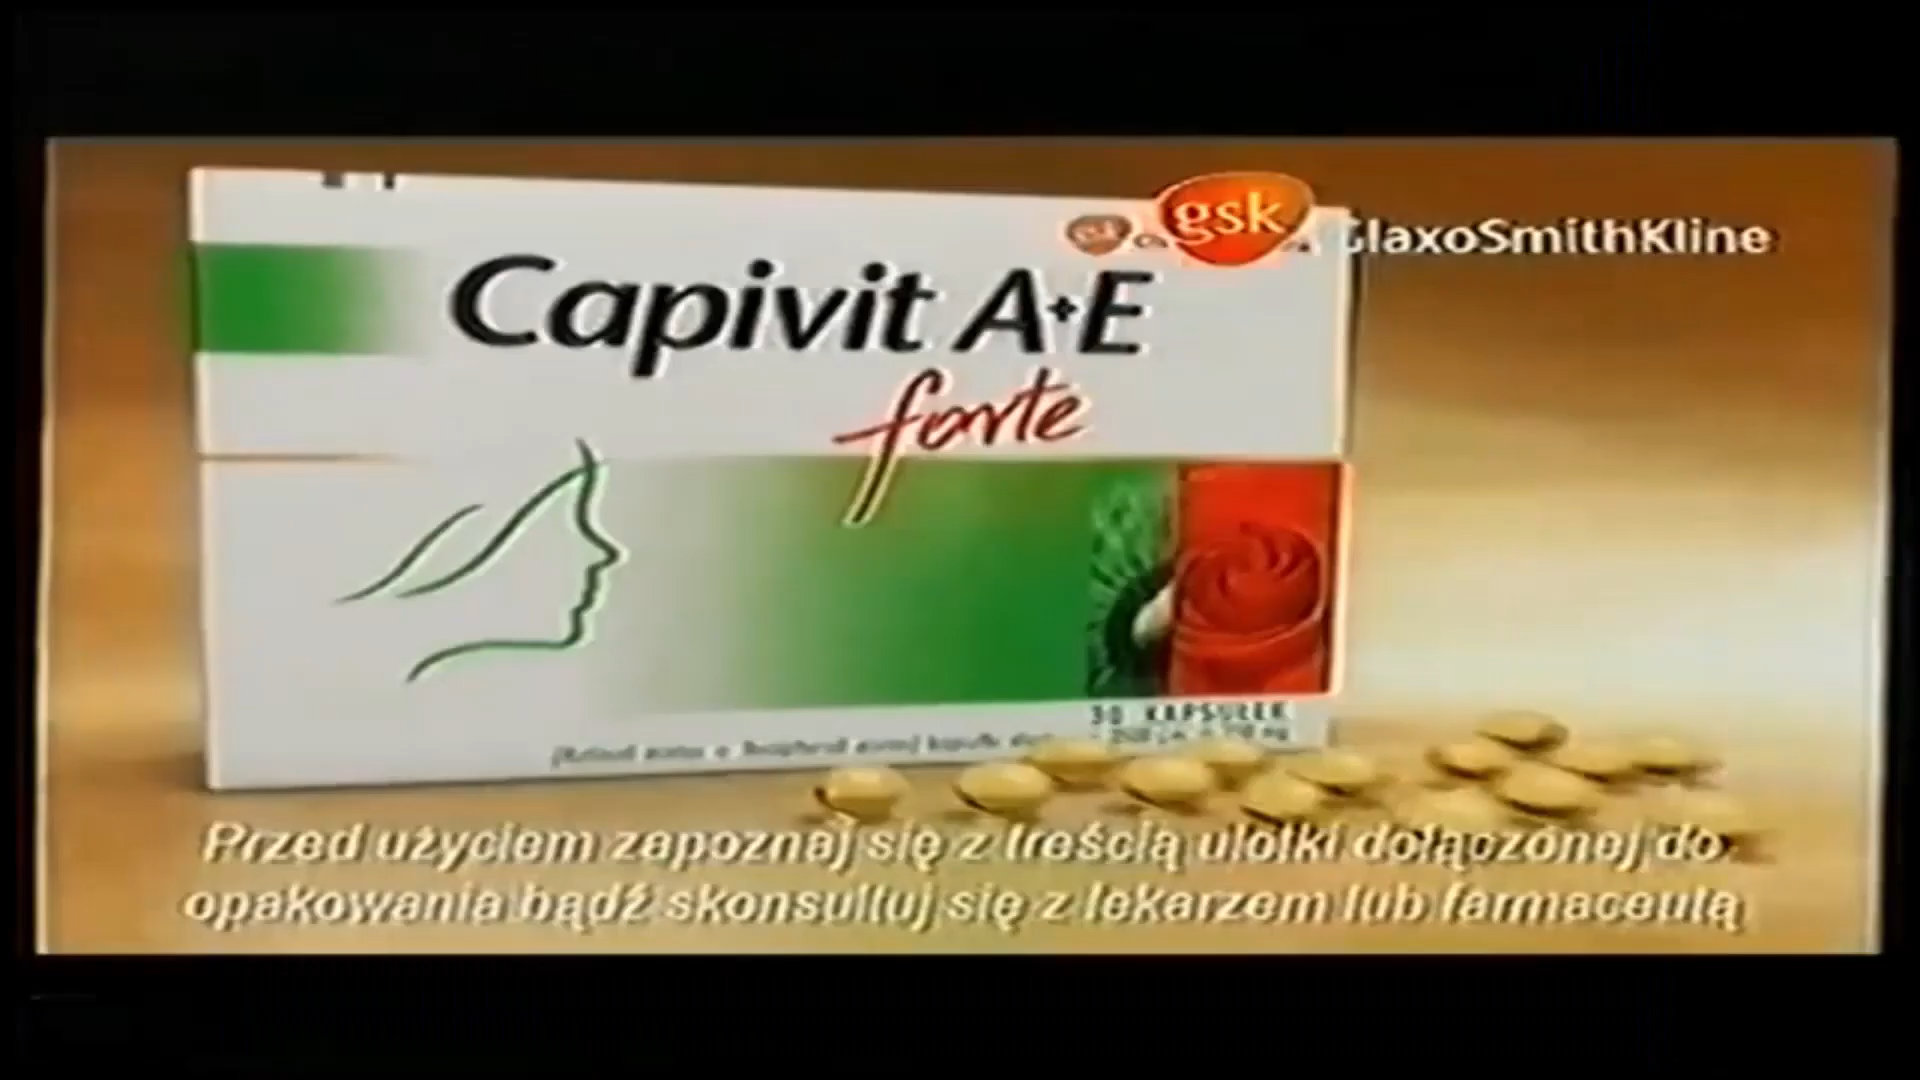 gsk GlaxoSmithKline
Capivit A+E
forte
30 KAPSUŁEK
Przed użyciem zapoznaj się z treścią ulotki dołączonej do
opakowania bądź skonsultuj się z lekarzem lub farmaceutą